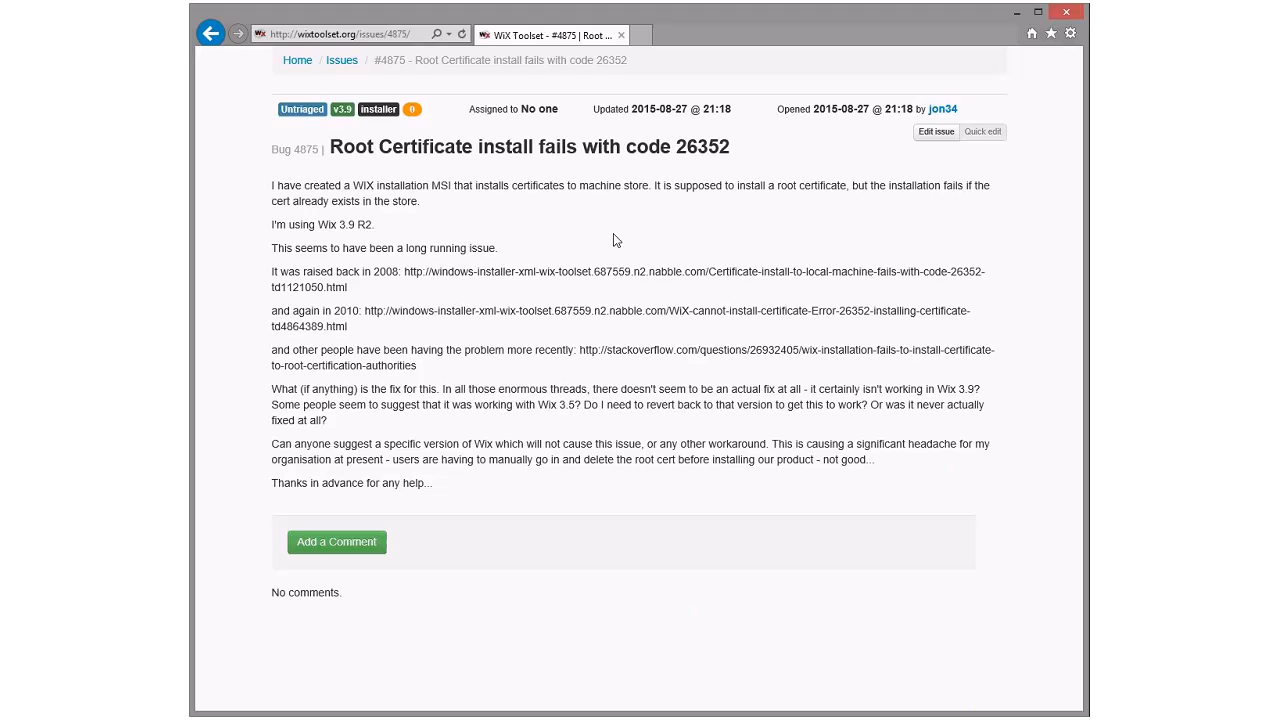 http://wixtoolset.org/issues/4875/
WiX Toolset - #4875 | Root ...
Home / Issues / #4875 - Root Certificate install fails with code 26352
Untriaged v3.9 installer 0 Assigned to No one Updated 2015-08-27 @ 21:18 Opened 2015-08-27 @ 21:18 by jon34
Edit issue Quick edit
Bug 4875 | Root Certificate install fails with code 26352
I have created a WIX installation MSI that installs certificates to machine store. It is supposed to install a root certificate, but the installation fails if the
cert already exists in the store.
I'm using Wix 3.9 R2.
This seems to have been a long running issue.
It was raised back in 2008: http://windows-installer-xml-wix-toolset.687559.n2.nabble.com/Certificate-install-to-local-machine-fails-with-code-26352-
td1121050.html
and again in 2010: http://windows-installer-xml-wix-toolset.687559.n2.nabble.com/WiX-cannot-install-certificate-Error-26352-installing-certificate-
td4864389.html
and other people have been having the problem more recently: http://stackoverflow.com/questions/26932405/wix-installation-fails-to-install-certificate-
to-root-certification-authorities
What (if anything) is the fix for this. In all those enormous threads, there doesn't seem to be an actual fix at all - it certainly isn't working in Wix 3.9?
Some people seem to suggest that it was working with Wix 3.5? Do I need to revert back to that version to get this to work? Or was it never actually
fixed at all?
Can anyone suggest a specific version of Wix which will not cause this issue, or any other workaround. This is causing a significant headache for my
organisation at present - users are having to manually go in and delete the root cert before installing our product - not good...
Thanks in advance for any help...
Add a Comment
No comments.